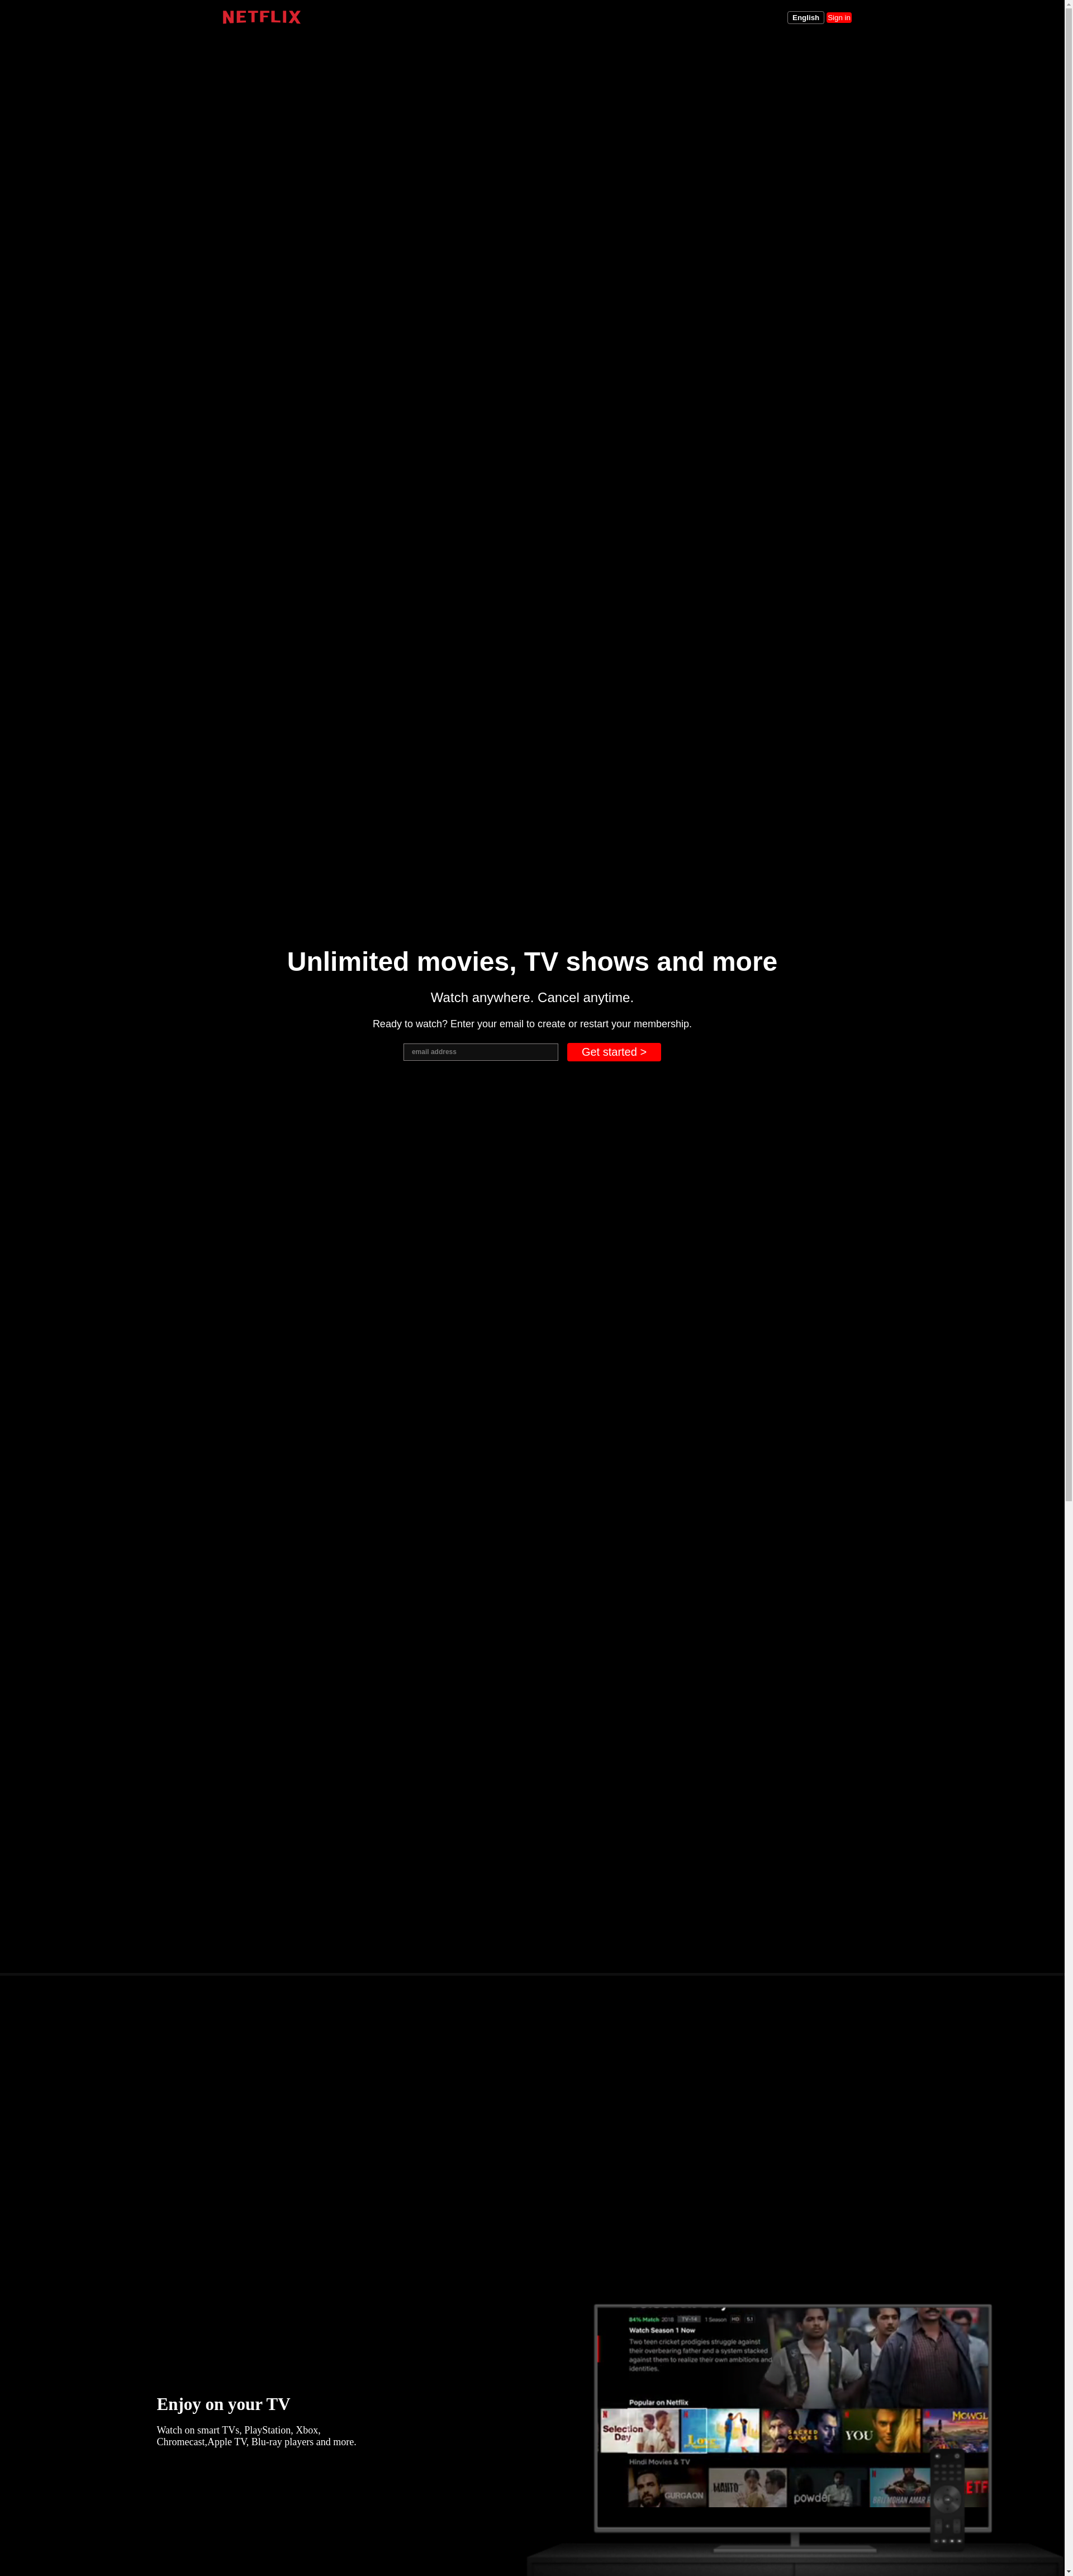 NETFLIX
English
Sign in
Unlimited movies, TV shows and more
Watch anywhere. Cancel anytime.
Ready to watch? Enter your email to create or restart your membership.
email address
Get started >
Enjoy on your TV
Watch on smart TVs, PlayStation, Xbox,
Chromecast,Apple TV, Blu-ray players and more.
84% Match 2018 TV-14 1 Season HD 5.1
Watch Season 1 Now
Two teen cricket prodigies struggle against
their overbearing father and a system stacked
against them to realize their own ambitions and
identities.
Popular on Netflix
Selection
Day
Love
SACRED
GAMES
YOU
MOWGL
Hindi Movies & TV
GURGAON
MANTO
powder
BRIJ MOHAN AMAR
ETF